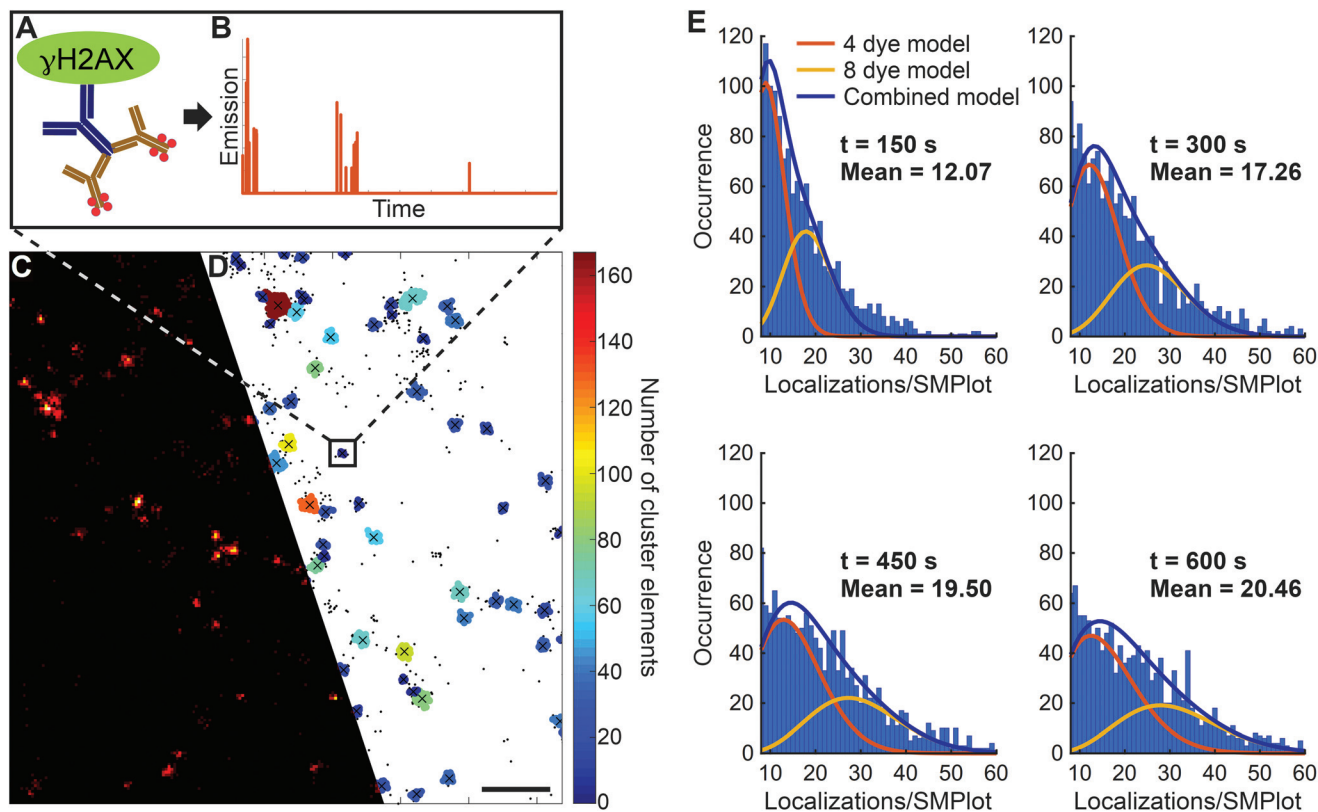 A
γH2AX
B
Emission
Time
C
D
160
140
120
100
80
60
40
20
0
Number of cluster elements
E
4 dye model
8 dye model
Combined model
120
100
80
60
40
20
0
Occurrence
t = 150 s
Mean = 12.07
10 20 30 40 50 60
Localizations/SMPlot
120
100
80
60
40
20
0
t = 300 s
Mean = 17.26
10 20 30 40 50 60
Localizations/SMPlot
120
100
80
60
40
20
0
Occurrence
t = 450 s
Mean = 19.50
10 20 30 40 50 60
Localizations/SMPlot
120
100
80
60
40
20
0
t = 600 s
Mean = 20.46
10 20 30 40 50 60
Localizations/SMPlot